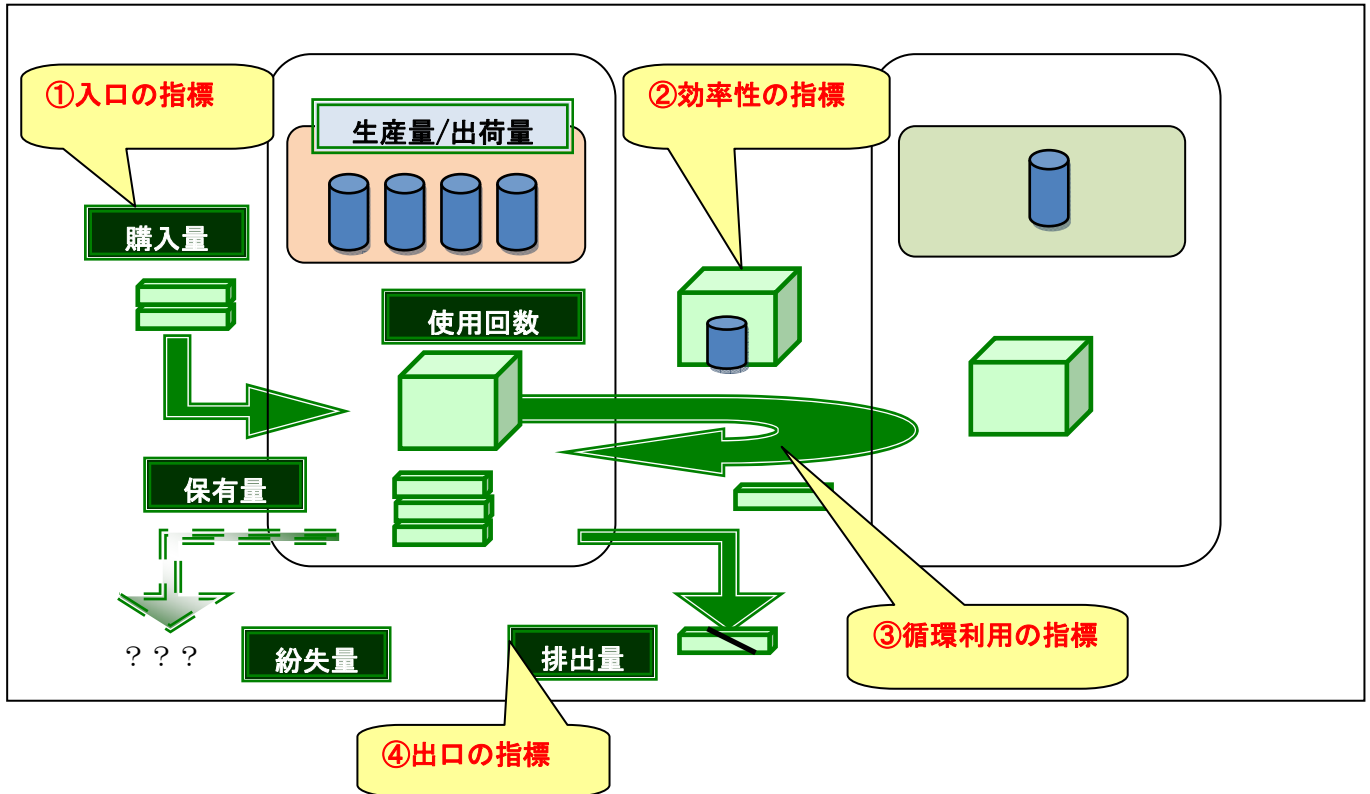 ①入口の指標
②効率性の指標
生産量/出荷量
購入量
使用回数
保有量
③循環利用の指標
？？？
紛失量
排出量
④出口の指標